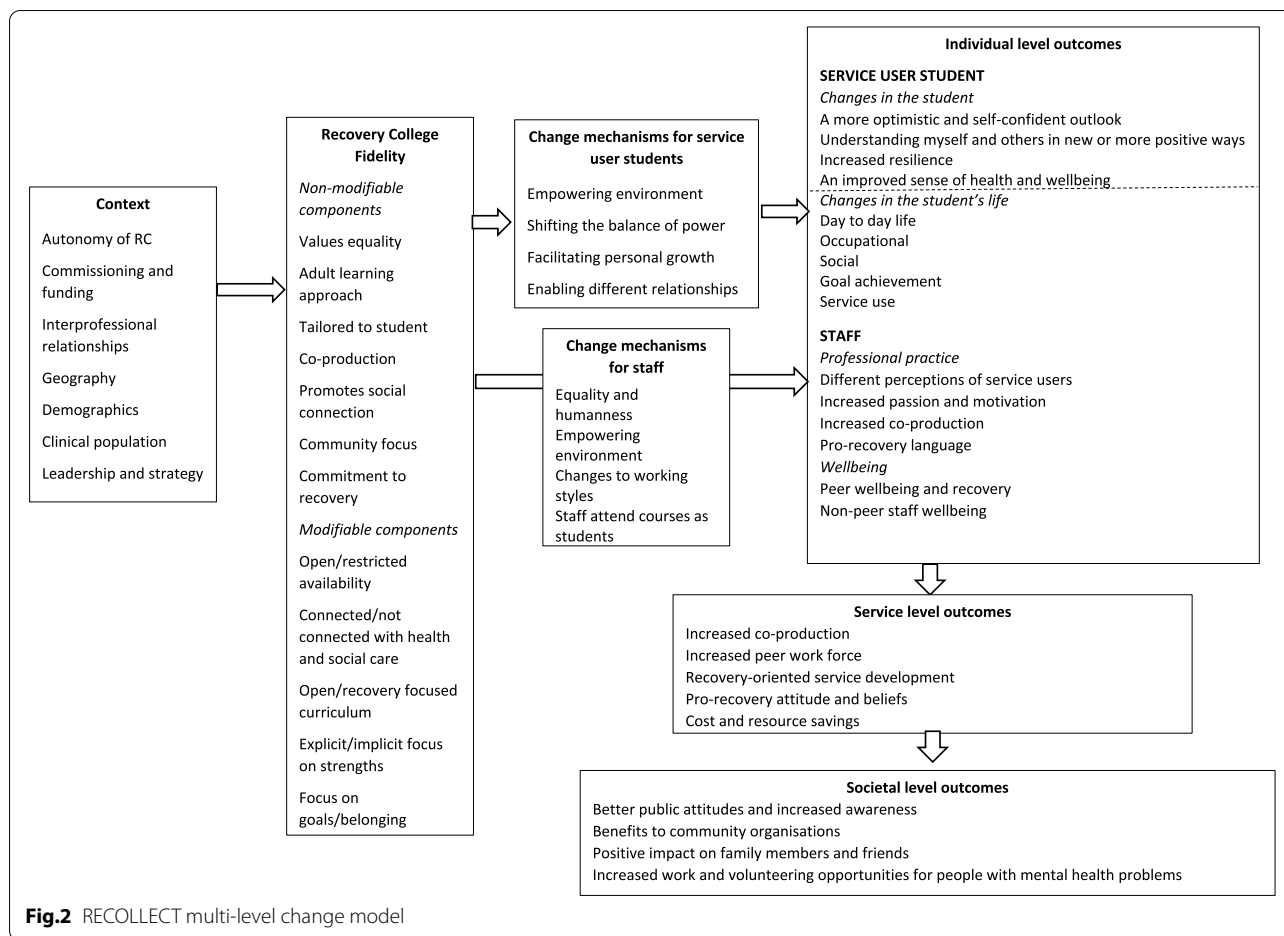 Context
Autonomy of RC
Commissioning and
funding
Interprofessional
relationships
Geography
Demographics
Clinical population
Leadership and strategy
Recovery College
Fidelity
Non-modifiable
components
Values equality
Adult learning
approach
Tailored to student
Co-production
Promotes social
connection
Community focus
Commitment to
recovery
Modifiable components
Open/restricted
availability
Connected/not
connected with health
and social care
Open/recovery focused
curriculum
Explicit/implicit focus
on strengths
Focus on
goals/belonging
Change mechanisms for service
user students
Empowering environment
Shifting the balance of power
Facilitating personal growth
Enabling different relationships
Change mechanisms
for staff
Equality and
humanness
Empowering
environment
Changes to working
styles
Staff attend courses as
students
Individual level outcomes
SERVICE USER STUDENT
Changes in the student
A more optimistic and self-confident outlook
Understanding myself and others in new or more positive ways
Increased resilience
An improved sense of health and wellbeing
Changes in the student's life
Day to day life
Occupational
Social
Goal achievement
Service use
STAFF
Professional practice
Different perceptions of service users
Increased passion and motivation
Increased co-production
Pro-recovery language
Wellbeing
Peer wellbeing and recovery
Non-peer staff wellbeing
Service level outcomes
Increased co-production
Increased peer work force
Recovery-oriented service development
Pro-recovery attitude and beliefs
Cost and resource savings
Societal level outcomes
Better public attitudes and increased awareness
Benefits to community organisations
Positive impact on family members and friends
Increased work and volunteering opportunities for people with mental health problems
Fig.2 RECOLLECT multi-level change model